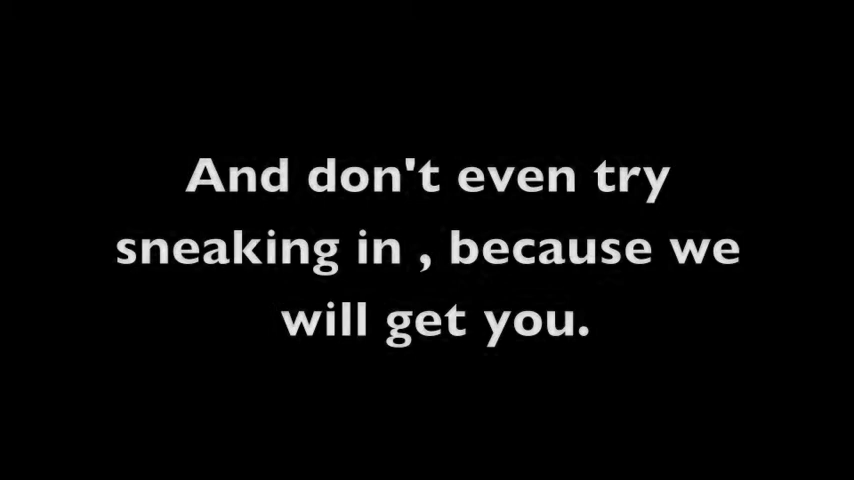 And don't even try
sneaking in , because we
will get you.